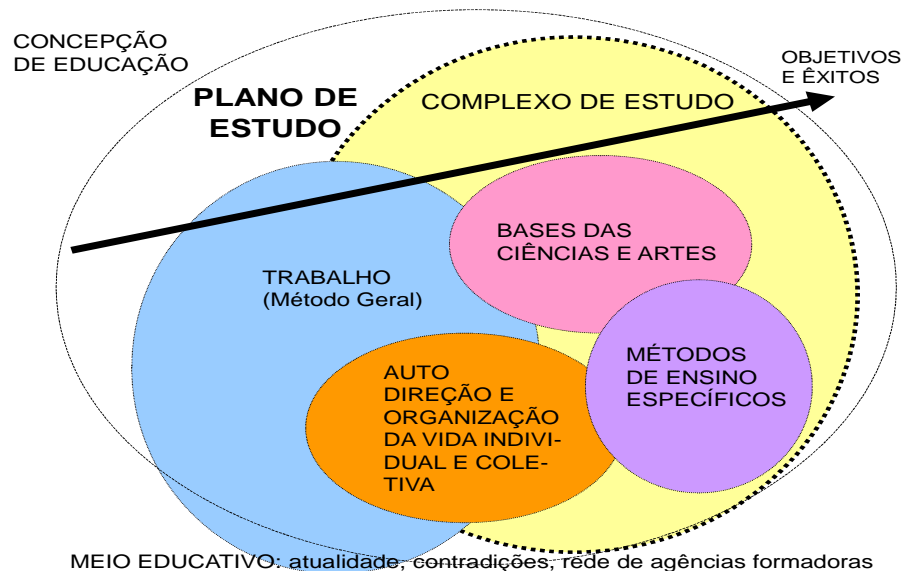 CONCEPÇÃO
DE EDUCAÇÃO
OBJETIVOS
E ÊXITOS
PLANO DE
ESTUDO
COMPLEXO DE ESTUDO
BASES DAS
CIÊNCIAS E ARTES
TRABALHO
(Método Geral)
MÉTODOS
DE ENSINO
ESPECÍFICOS
AUTO
DIREÇÃO E
ORGANIZAÇÃO
DA VIDA INDIVI-
DUAL E COLE-
TIVA
MEIO EDUCATIVO: atualidade, contradições, rede de agências formadoras